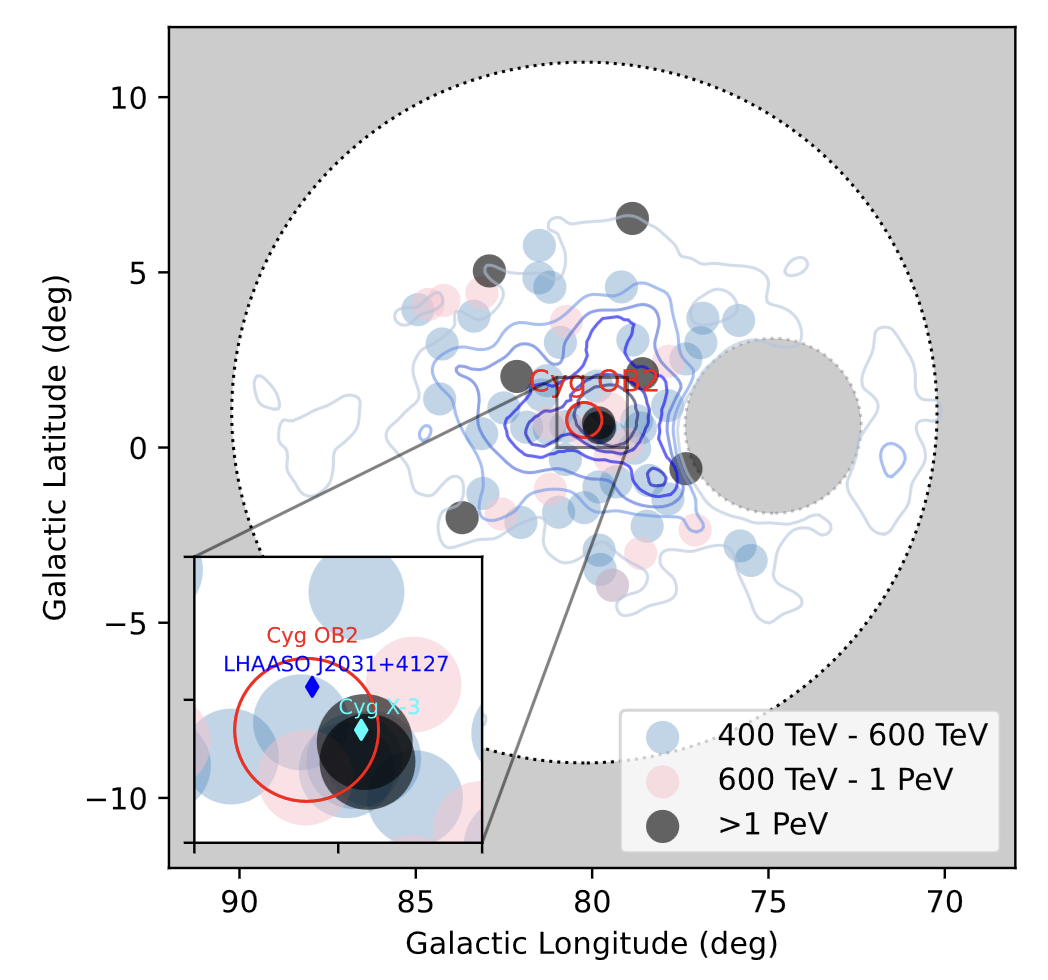 10
5
0
−5
−10
Galactic Latitude (deg)
Cyg OB2
Cyg OB2
LHAASO J2031+4127
Cyg X-3
400 TeV - 600 TeV
600 TeV - 1 PeV
>1 PeV
90
85
80
75
70
Galactic Longitude (deg)